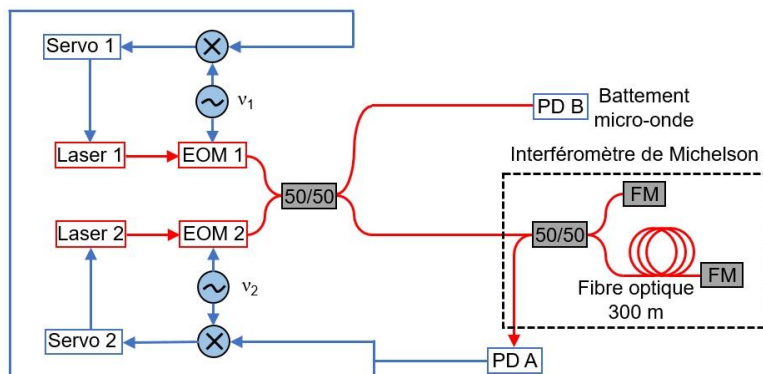 Servo 1
ν1
Laser 1
EOM 1
50/50
PD B
Battement
micro-onde
Interféromètre de Michelson
FM
50/50
FM
Fibre optique
300 m
Laser 2
EOM 2
ν2
Servo 2
PD A